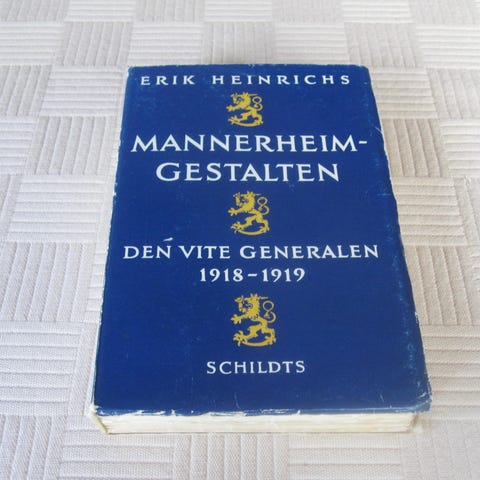 ERIK HEINRICHS
MANNERHEIM-
GESTALTEN
DEN VITE GENERALEN
1918-1919
SCHILDTS